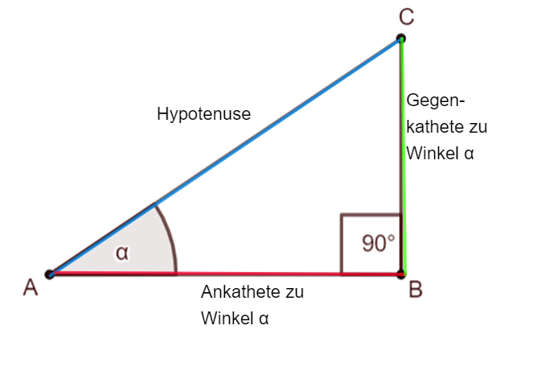 C
Hypotenuse
Gegen-
kathete zu
Winkel α
α
90°
A
B
Ankathete zu
Winkel α